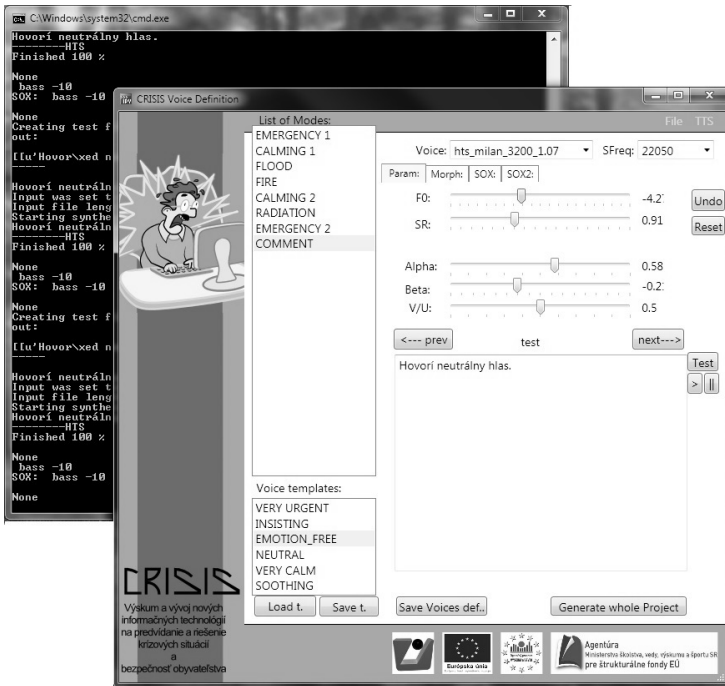 C:\Windows\system32\cmd.exe
Hovorí neutrálny hlas.
--------HTS
Finished 100 %
None
bass -10
SOX: bass -10
None
Creating test f
out:
[[u'Hovor\xed n
-----
Hovorí neutráln
Input was set t
Input file leng
Starting synthe
Hovorí neutráln
--------HTS
Finished 100 %
None
bass -10
SOX: bass -10
None
Creating test f
out:
[[u'Hovor\xed n
-----
Hovorí neutráln
Input was set t
Input file leng
Starting synthe
Hovorí neutráln
--------HTS
Finished 100 %
None
bass -10
SOX: bass -10
None
CRISIS Voice Definition
File TTS
List of Modes:
EMERGENCY 1
CALMING 1
FLOOD
FIRE
CALMING 2
RADIATION
EMERGENCY 2
COMMENT
Voice templates:
VERY URGENT
INSISTING
EMOTION_FREE
NEUTRAL
VERY CALM
SOOTHING
Load t. Save t.
Voice: hts_milan_3200_1.07 SFreq: 22050
Param: Morph: SOX: SOX2:
F0: -4.2
Undo
SR: 0.91
Reset
Alpha: 0.58
Beta: -0.2
V/U: 0.5
<--- prev test next--->
Hovorí neutrálny hlas.
Test
> ||
Save Voices def.. Generate whole Project
CRISIS
Výskum a vývoj nových
informačných technológií
na predvídanie a riešenie
krízových situácií
a
bezpečnosť obyvateľstva
Európska únia
Agentúra
Ministerstva školstva, vedy, výskumu a športu SR
pre štrukturálne fondy EÚ